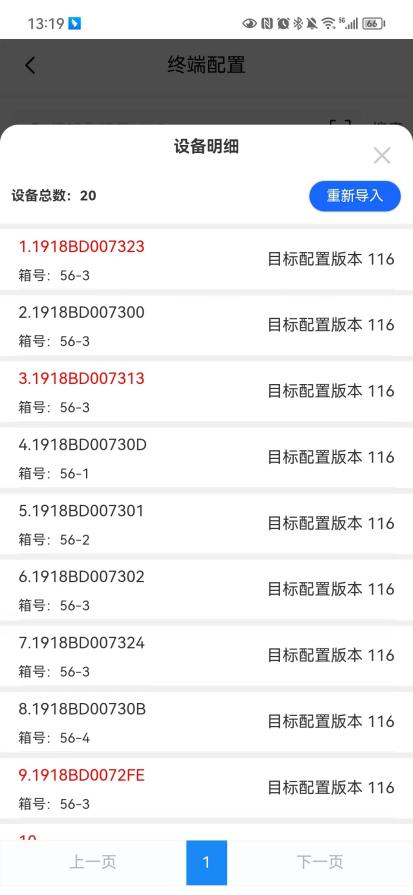 13:19
5G
66
终端配置
设备明细
设备总数：20
重新导入
1.1918BD007323
目标配置版本 116
箱号：56-3
2.1918BD007300
目标配置版本 116
箱号：56-3
3.1918BD007313
目标配置版本 116
箱号：56-3
4.1918BD00730D
目标配置版本 116
箱号：56-1
5.1918BD007301
目标配置版本 116
箱号：56-2
6.1918BD007302
目标配置版本 116
箱号：56-3
7.1918BD007324
目标配置版本 116
箱号：56-3
8.1918BD00730B
目标配置版本 116
箱号：56-4
9.1918BD0072FE
目标配置版本 116
箱号：56-3
上一页
1
下一页